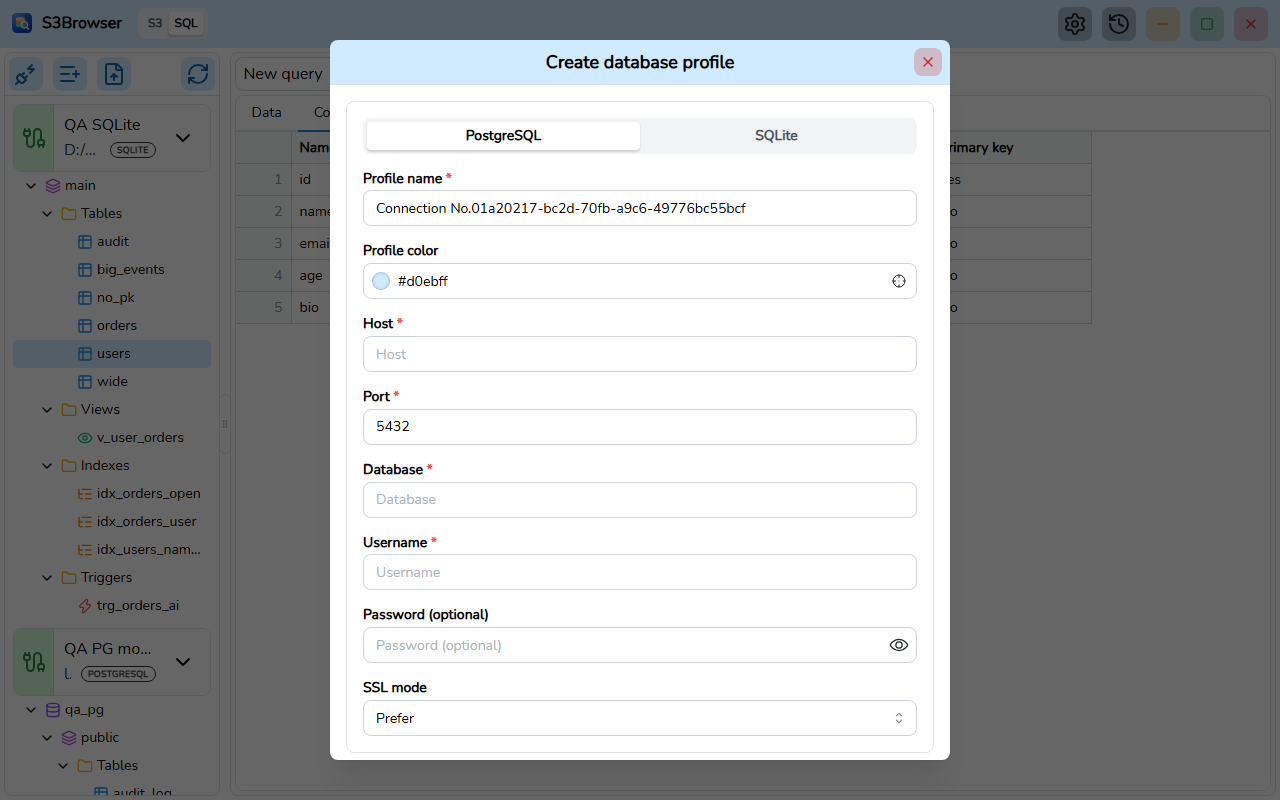 S3Browser
S3 SQL
Create database profile
New query
QA SQLite
D:/... SQLITE
main
Tables
audit
big_events
no_pk
orders
users
wide
Views
v_user_orders
Indexes
idx_orders_open
idx_orders_user
idx_users_nam...
Triggers
trg_orders_ai
QA PG mo...
l. POSTGRESQL
qa_pg
public
Tables
audit_log
Data Co
Nam rimary key
1 id es
2 name o
3 emai o
4 age o
5 bio o
PostgreSQL SQLite
Profile name *
Connection No.01a20217-bc2d-70fb-a9c6-49776bc55bcf
Profile color
#d0ebff
Host *
Host
Port *
5432
Database *
Database
Username *
Username
Password (optional)
Password (optional)
SSL mode
Prefer